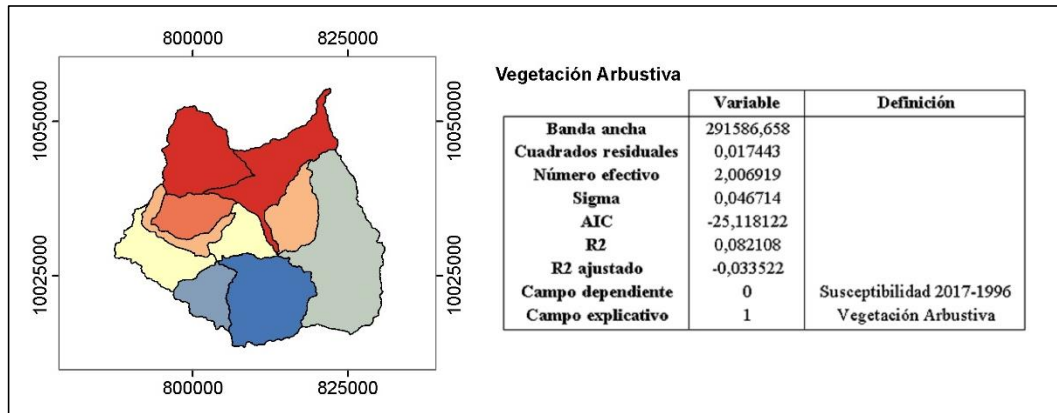 800000 825000
10050000 10050000
10025000 10025000
800000 825000
Vegetación Arbustiva
Variable Definición
Banda ancha 291586,658
Cuadrados residuales 0,017443
Número efectivo 2,006919
Sigma 0,046714
AIC -25,118122
R2 0,082108
R2 ajustado -0,033522
Campo dependiente 0 Susceptibilidad 2017-1996
Campo explicativo 1 Vegetación Arbustiva